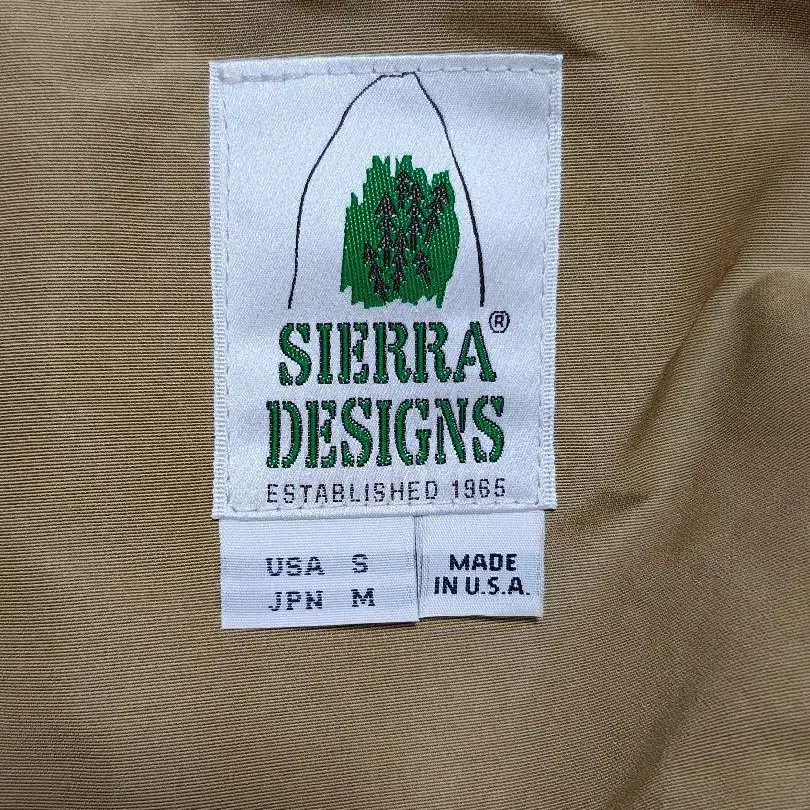 SIERRA®
DESIGNS
ESTABLISHED 1965
USA S
JPN M
MADE
IN U.S.A.